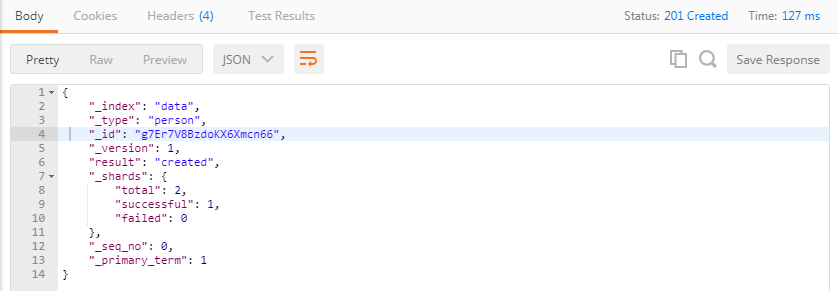 Body Cookies Headers (4) Test Results Status: 201 Created Time: 127 ms
Pretty Raw Preview JSON Save Response
1 {
2 "_index": "data",
3 "_type": "person",
4 "_id": "g7Er7V8BzdoKX6Xmcn66",
5 "_version": 1,
6 "result": "created",
7 "_shards": {
8 "total": 2,
9 "successful": 1,
10 "failed": 0
11 },
12 "_seq_no": 0,
13 "_primary_term": 1
14 }